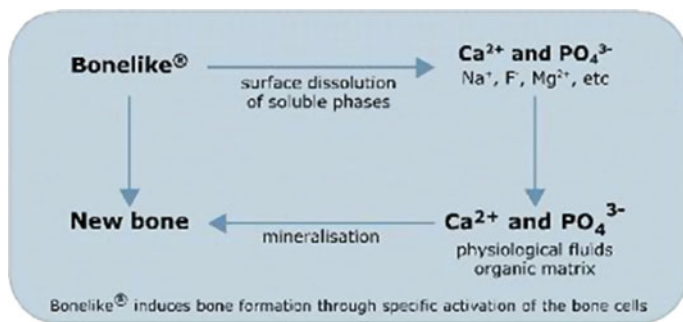 Bonelike®
surface dissolution
of soluble phases
Ca²⁺ and PO₄³⁻
Na⁺, F⁻, Mg²⁺, etc
New bone
mineralisation
Ca²⁺ and PO₄³⁻
physiological fluids
organic matrix
Bonelike® induces bone formation through specific activation of the bone cells